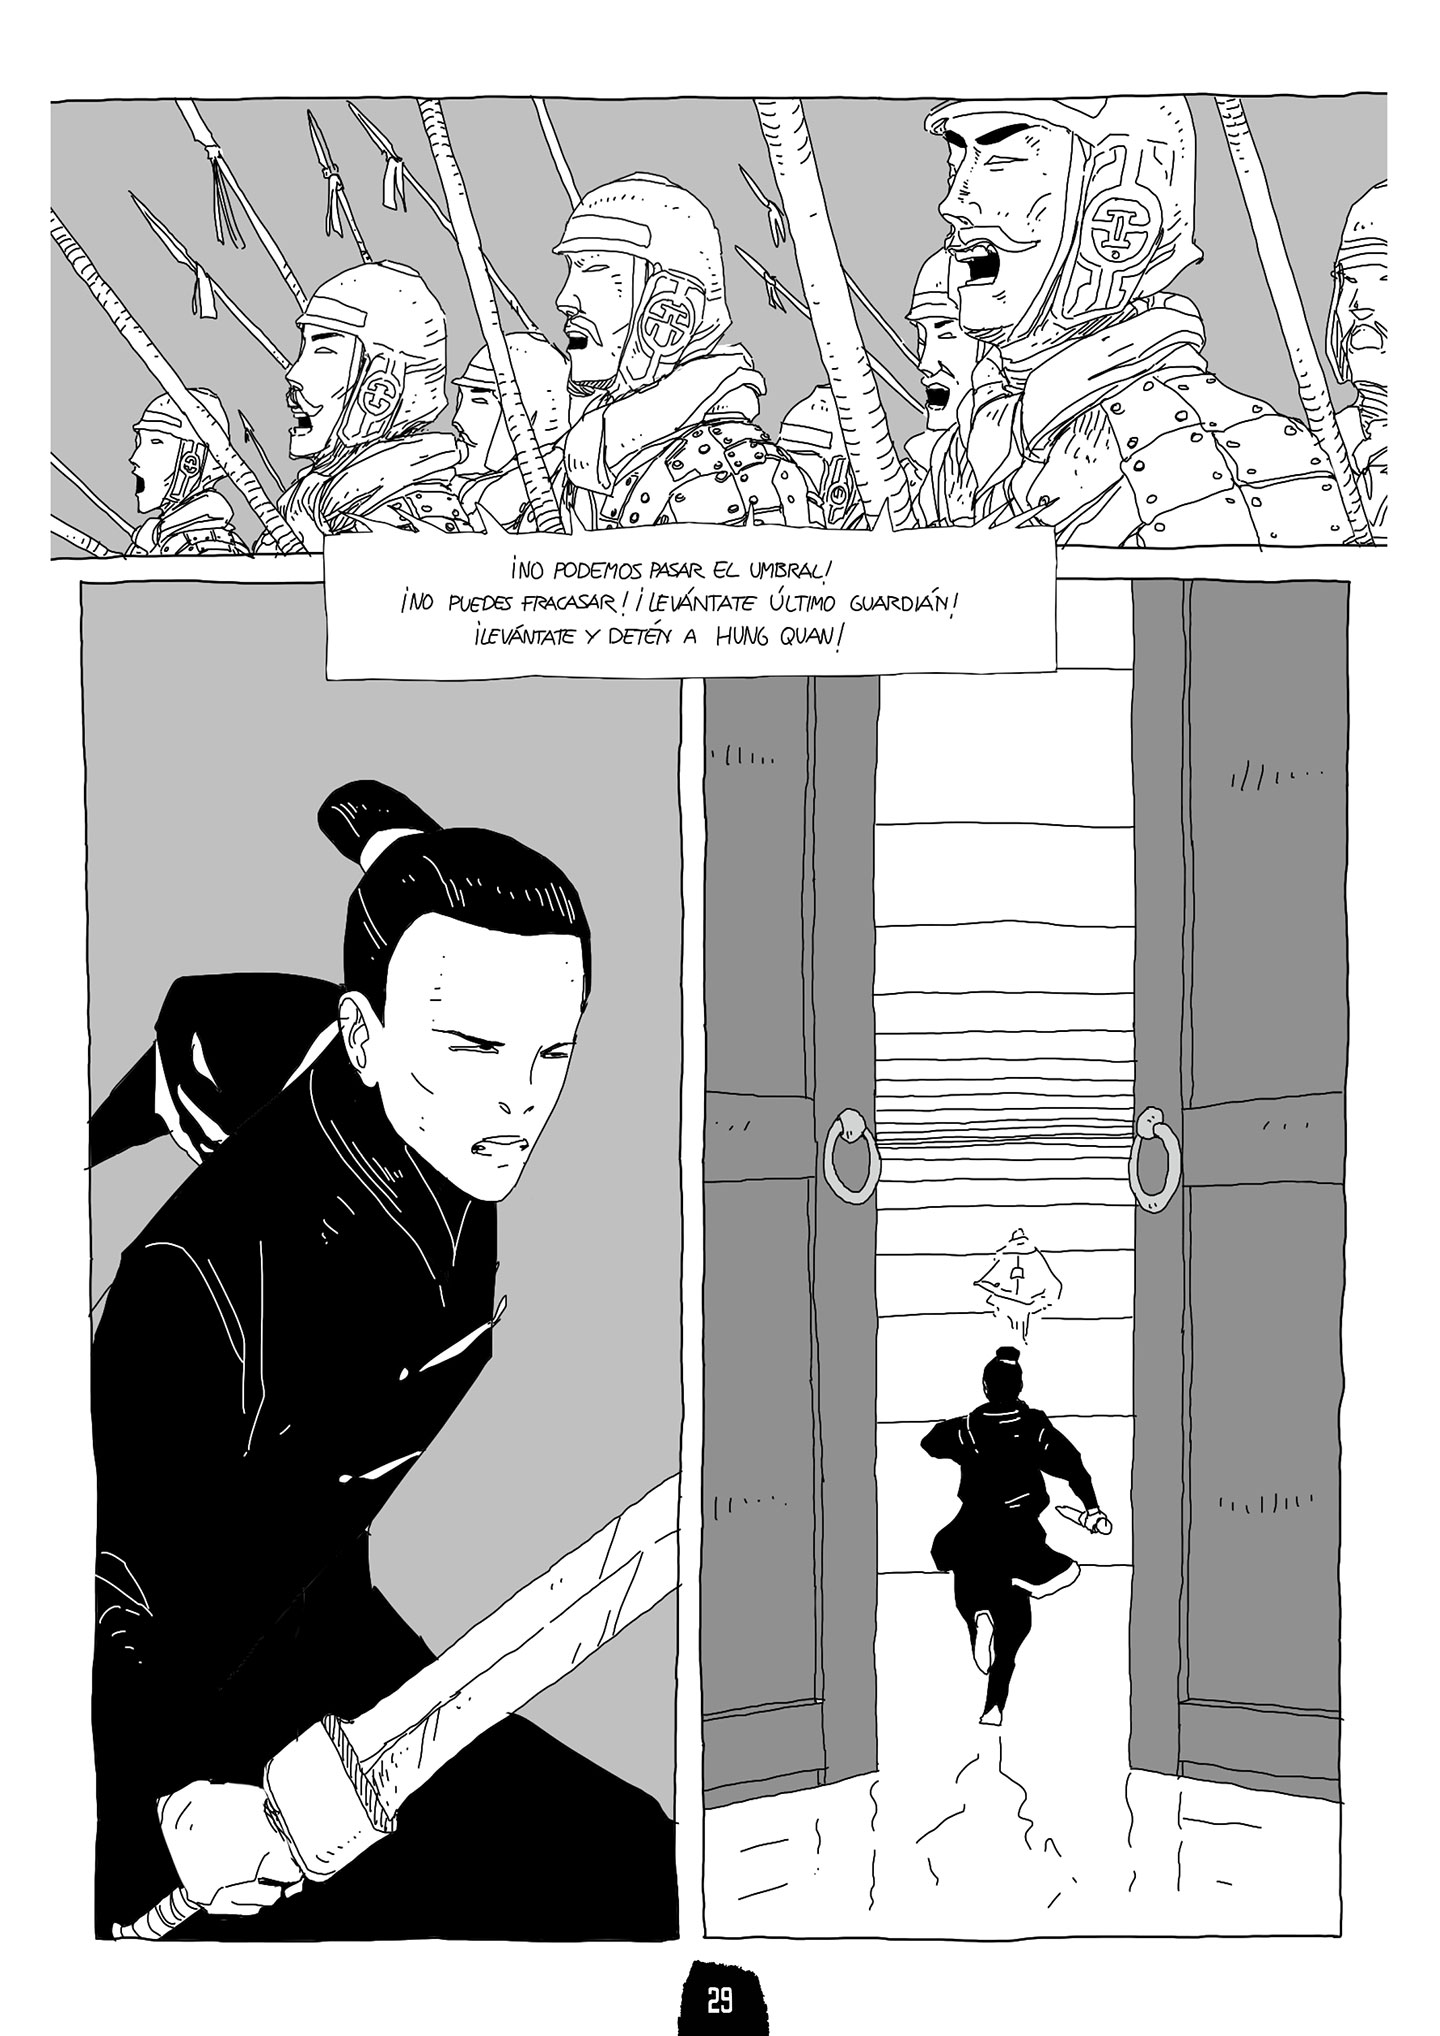 ¡NO PODEMOS PASAR EL UMBRAL!
¡NO PUEDES FRACASAR! ¡LEVÁNTATE ÚLTIMO GUARDIÁN!
¡LEVÁNTATE Y DETÉN A HUNG QUAN!
29